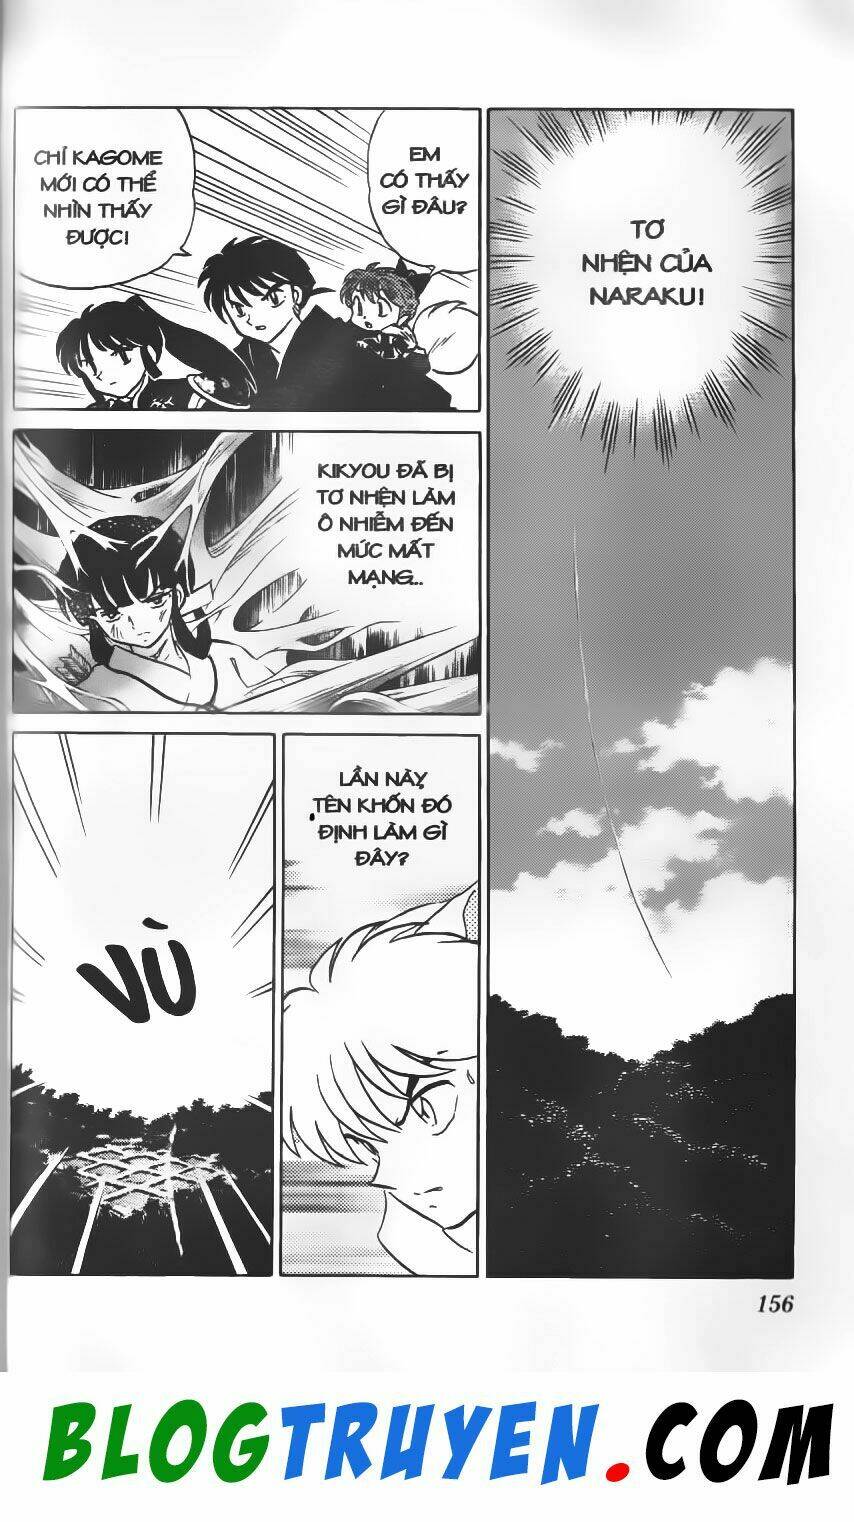 TƠ
NHỆN CỦA
NARAKU!
EM
CÓ THẤY
GÌ ĐÂU?
CHỈ KAGOME
MỚI CÓ THỂ
NHÌN THẤY
ĐƯỢC!
KIKYOU ĐÃ BỊ
TƠ NHỆN LÀM
Ô NHIỄM ĐẾN
MỨC MẤT
MẠNG...
LẦN NÀY,
TÊN KHỐN ĐÓ
ĐỊNH LÀM GÌ
ĐÂY?
VÙ
156
BLOGTRUYEN.COM